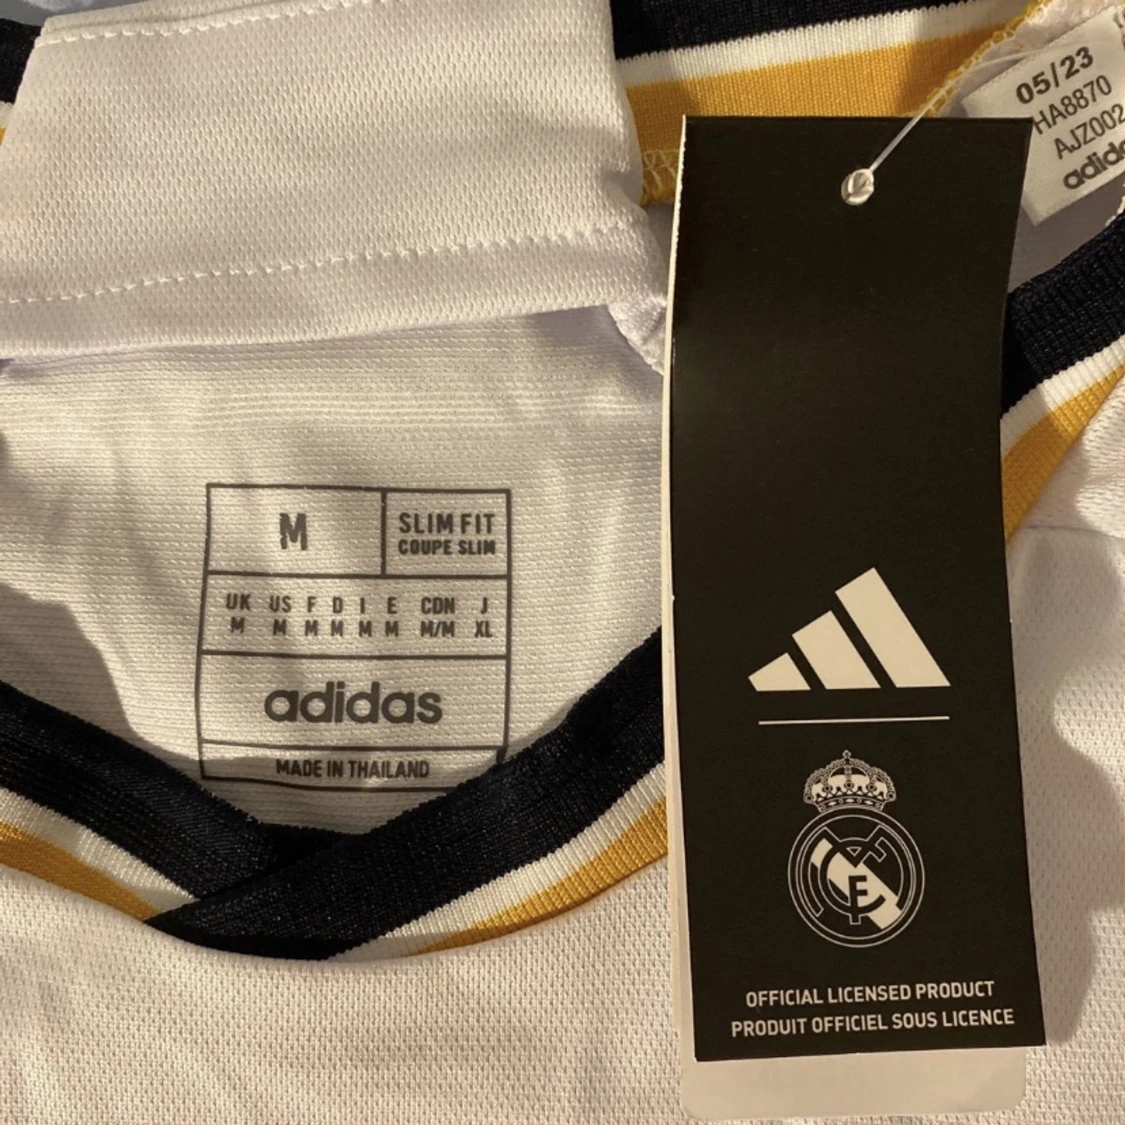 05/23
HA8870
AJZ002
M
SLIM FIT
COUPE SLIM
UK US F D I E CDN J
M M M M M M M/M XL
adidas
MADE IN THAILAND
OFFICIAL LICENSED PRODUCT
PRODUIT OFFICIEL SOUS LICENCE